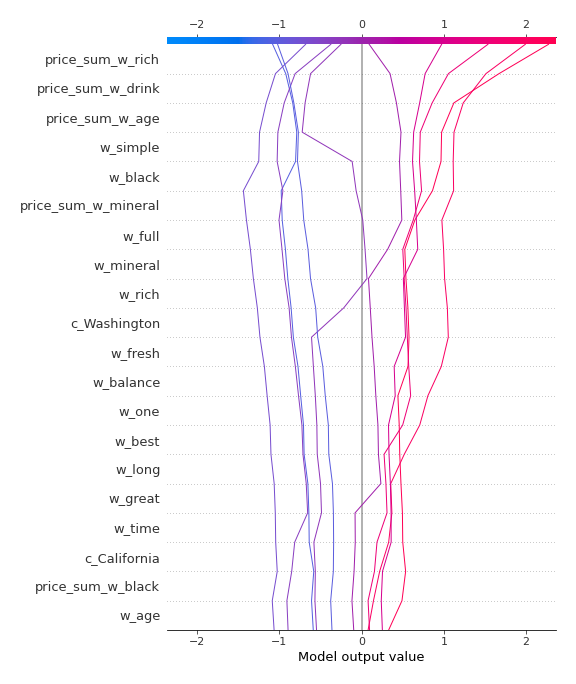 −2 −1 0 1 2
price_sum_w_rich
price_sum_w_drink
price_sum_w_age
w_simple
w_black
price_sum_w_mineral
w_full
w_mineral
w_rich
c_Washington
w_fresh
w_balance
w_one
w_best
w_long
w_great
w_time
c_California
price_sum_w_black
w_age
−2 −1 0 1 2
Model output value